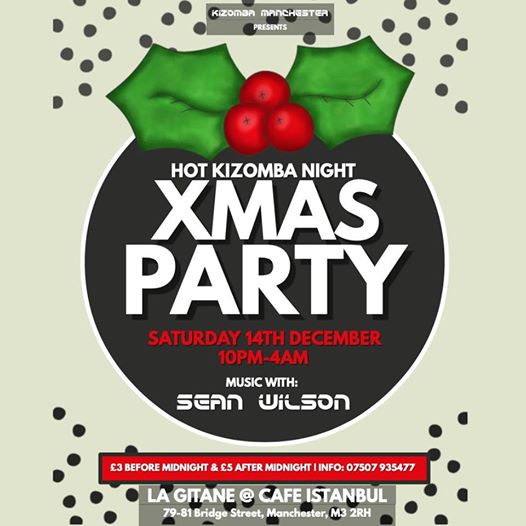 KIZOMBA MANCHESTER
PRESENTS
HOT KIZOMBA NIGHT
XMAS
PARTY
SATURDAY 14TH DECEMBER
10PM-4AM
MUSIC WITH:
SEAN WILSON
£3 BEFORE MIDNIGHT & £5 AFTER MIDNIGHT | INFO: 07507 935477
LA GITANE @ CAFE ISTANBUL
79-81 Bridge Street, Manchester, M3 2RH